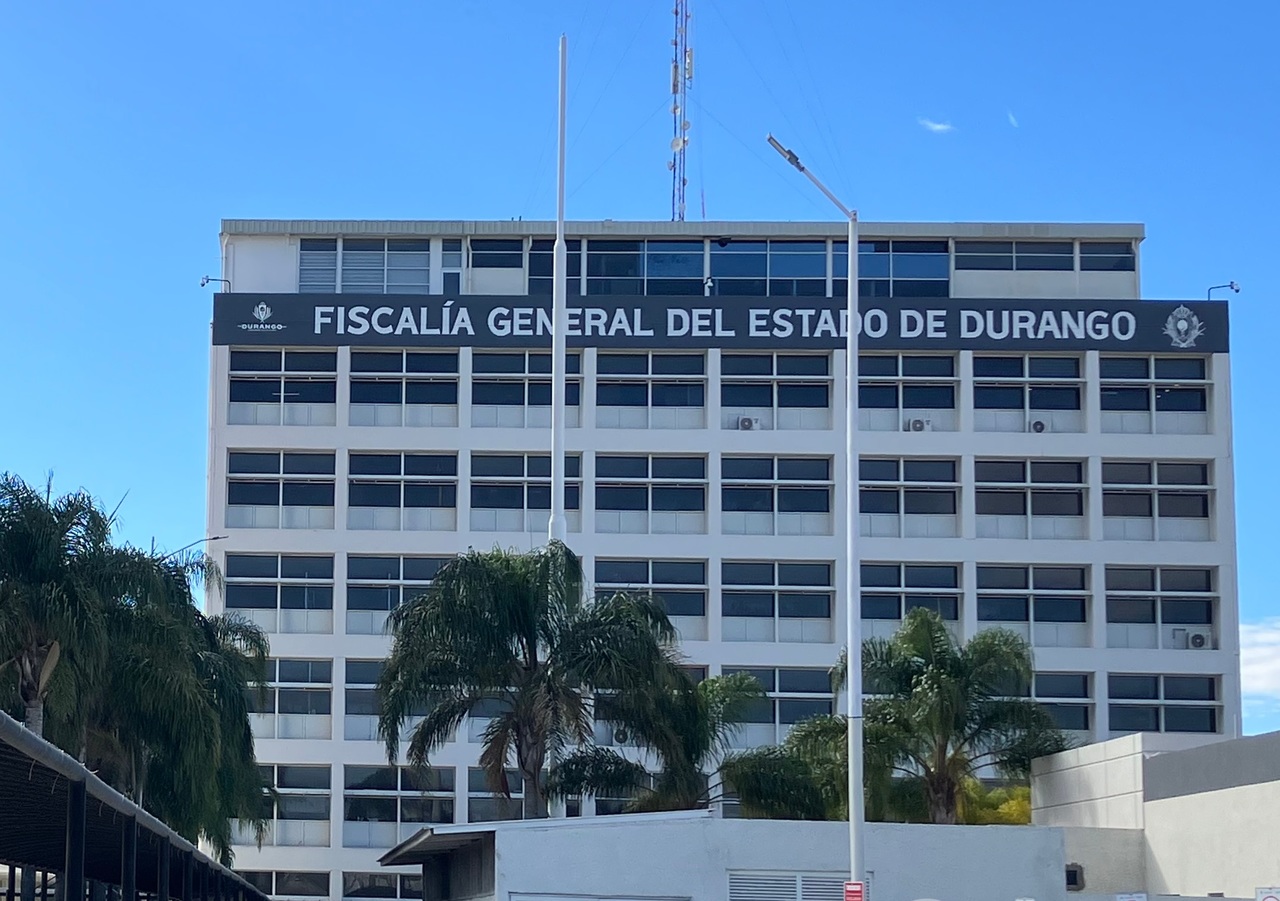 FISCALÍA GENERAL DEL ESTADO DE DURANGO
DURANGO